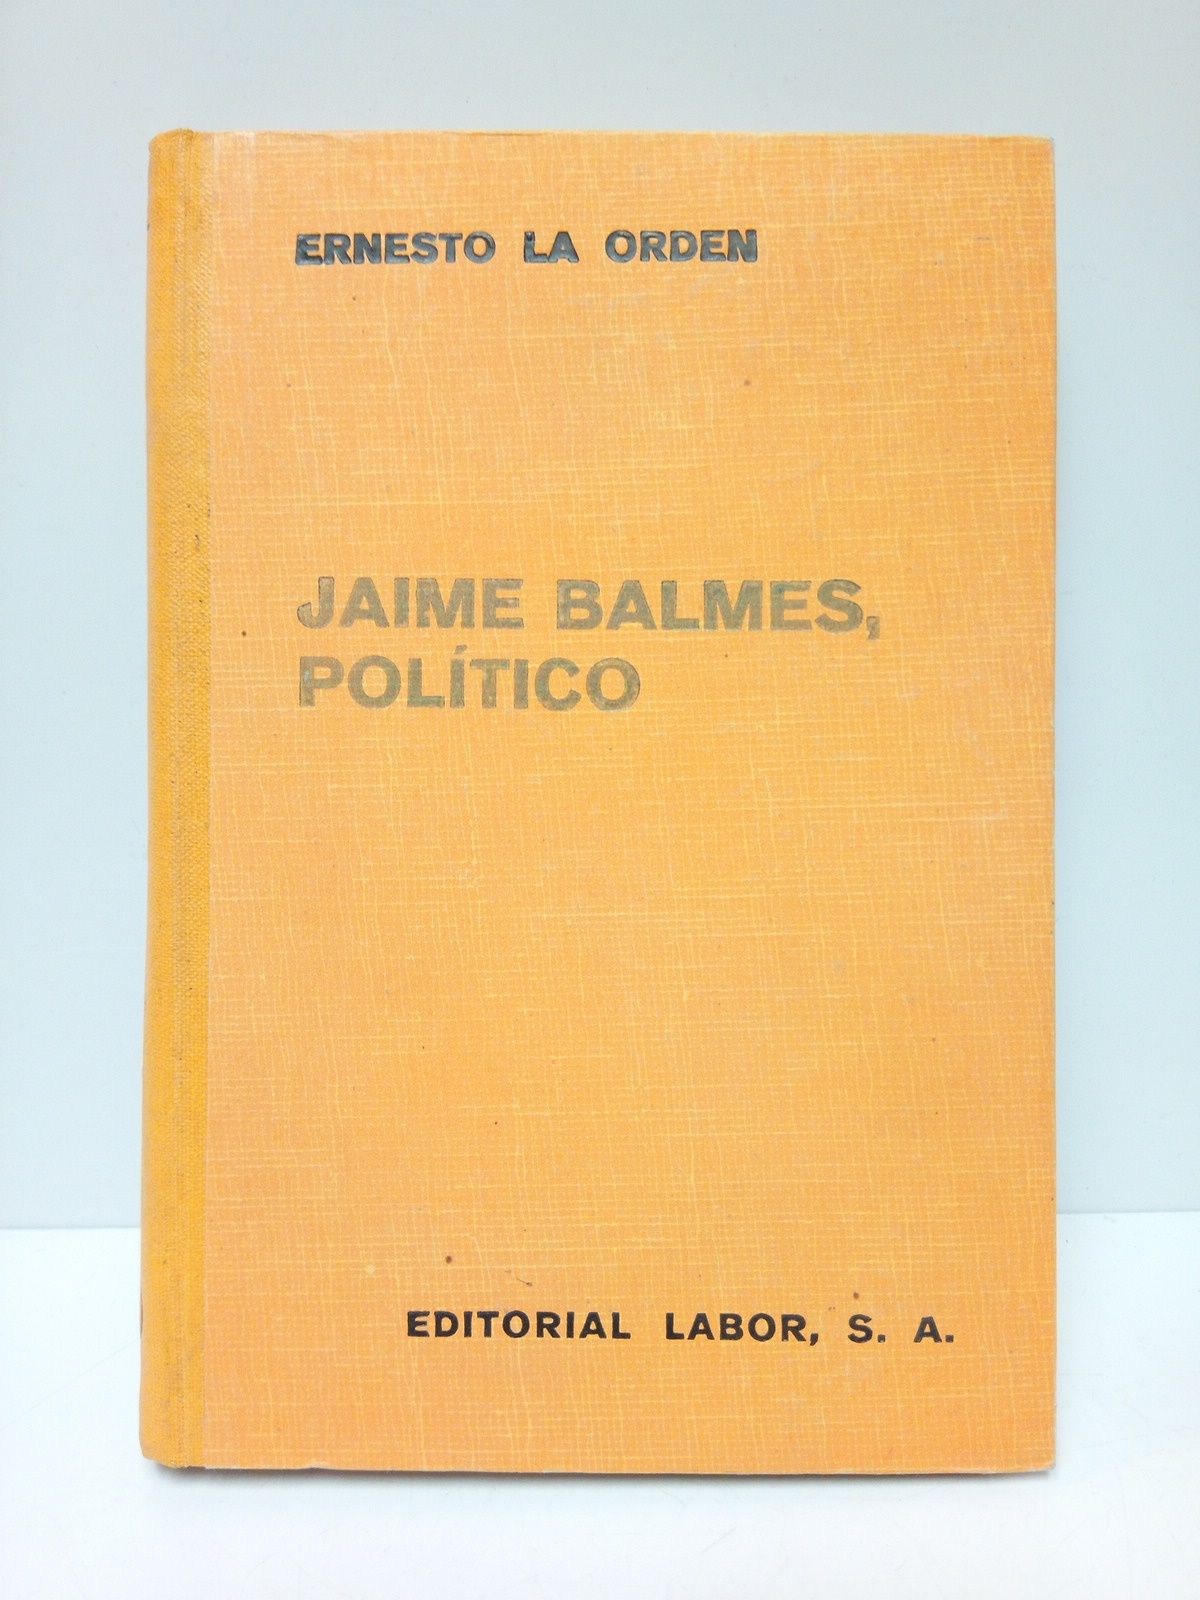 ERNESTO LA ORDEN
JAIME BALMES,
POLÍTICO
EDITORIAL LABOR, S. A.